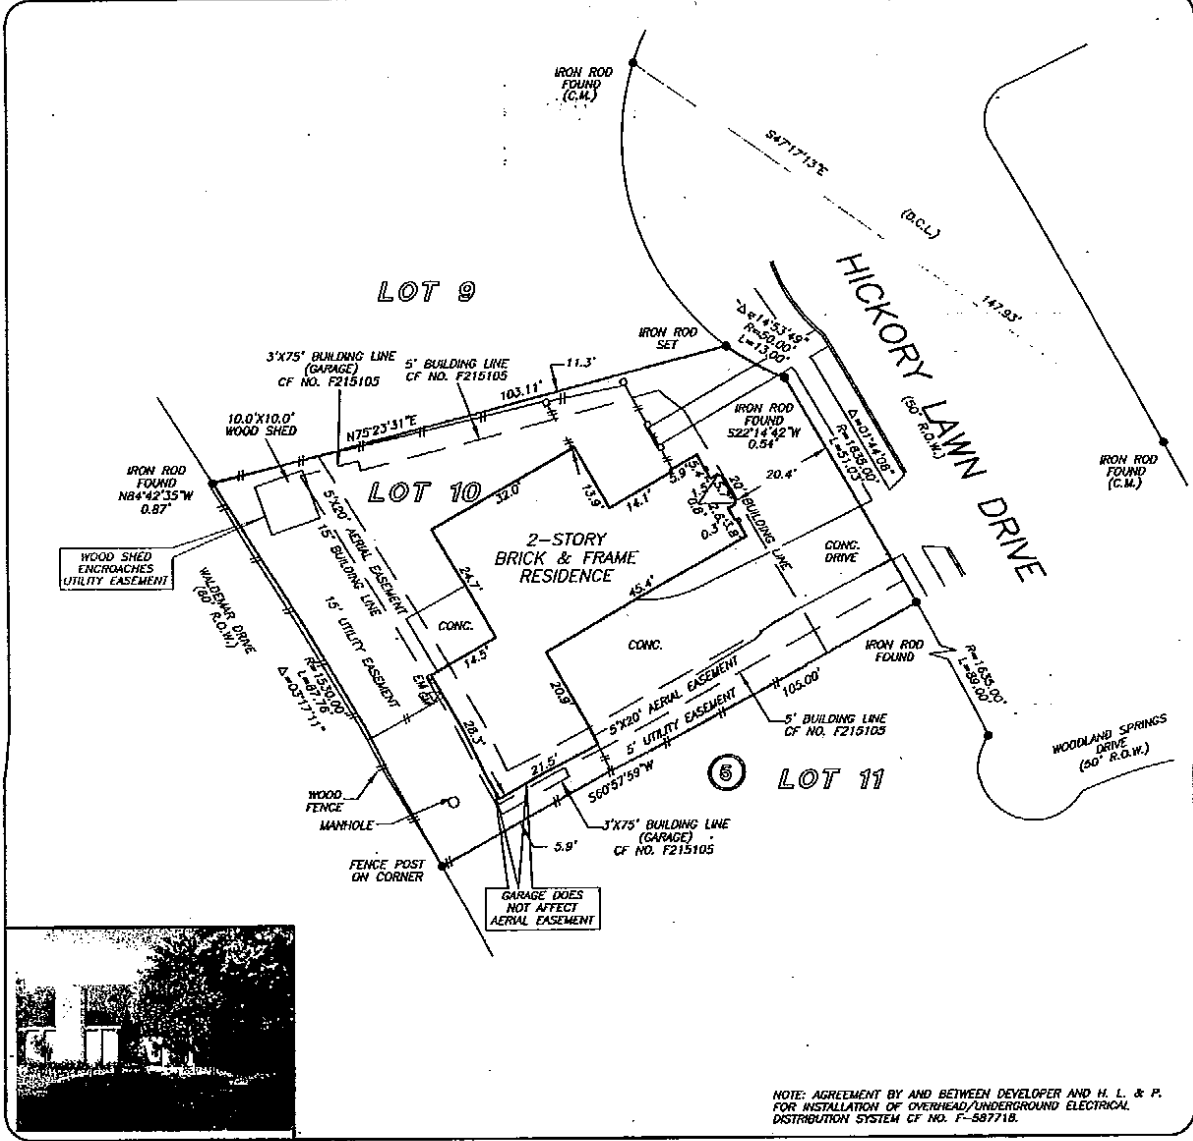 IRON ROD
FOUND
(C.M.)
S47°17'13"E
(D.C.L.)
147.93'
HICKORY LAWN DRIVE
(50' R.O.W.)
IRON ROD
FOUND
(C.M.)
LOT 9
IRON ROD
SET
Δ=14°53'49"
R=50.00'
L=13.00'
3'X75' BUILDING LINE
(GARAGE)
CF NO. F215105
5' BUILDING LINE
CF NO. F215105
11.3'
103.11'
N75°23'31"E
10.0'X10.0'
WOOD SHED
IRON ROD
FOUND
N84°42'35"W
0.87'
IRON ROD
FOUND
S22°14'42"W
0.54'
Δ=01°44'08"
R=1635.00'
L=51.03'
20.4'
20' BUILDING LINE
LOT 10
32.0'
13.9'
14.1'
5.9'
0.8'
2.6'
3.8'
0.3'
2-STORY
BRICK & FRAME
RESIDENCE
5'X20' AERIAL EASEMENT
15' BUILDING LINE
15' UTILITY EASEMENT
WOOD SHED
ENCROACHES
UTILITY EASEMENT
WALDEMAR DRIVE
(60' R.O.W.)
R=1530.00'
L=87.76'
Δ=03°17'11"
24.7'
CONC.
14.5'
45.4'
CONC.
CONC.
DRIVE
IRON ROD
FOUND
R=1635.00'
L=89.00'
EM
GM
28.3'
20.9'
21.5'
5'X20' AERIAL EASEMENT
5' UTILITY EASEMENT
105.00'
S60°57'59"W
5' BUILDING LINE
CF NO. F215105
WOODLAND SPRINGS
DRIVE
(50' R.O.W.)
LOT 11
WOOD
FENCE
MANHOLE
FENCE POST
ON CORNER
5.9'
3'X75' BUILDING LINE
(GARAGE)
CF NO. F215105
GARAGE DOES
NOT AFFECT
AERIAL EASEMENT
NOTE: AGREEMENT BY AND BETWEEN DEVELOPER AND H. L. & P.
FOR INSTALLATION OF OVERHEAD/UNDERGROUND ELECTRICAL
DISTRIBUTION SYSTEM CF NO. F-587718.